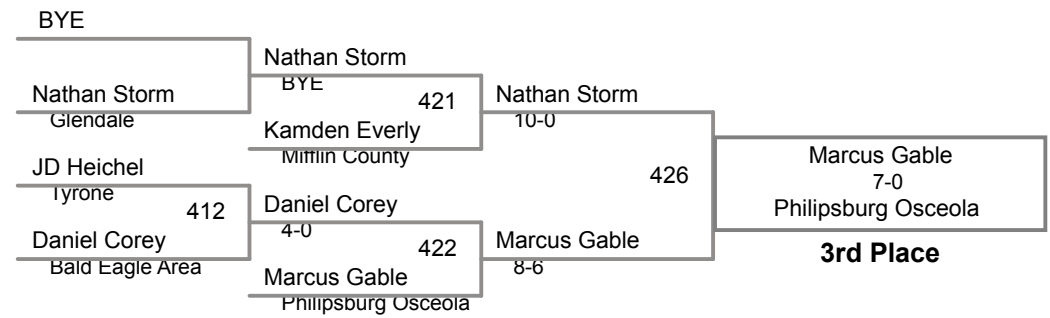 BYE
Nathan Storm
Glendale
JD Heichel
Tyrone
412
Daniel Corey
Bald Eagle Area
Nathan Storm
BYE
421
Kamden Everly
Mifflin County
Daniel Corey
4-0
422
Marcus Gable
Philipsburg Osceola
Nathan Storm
10-0
426
Marcus Gable
8-6
Marcus Gable
7-0
Philipsburg Osceola
3rd Place